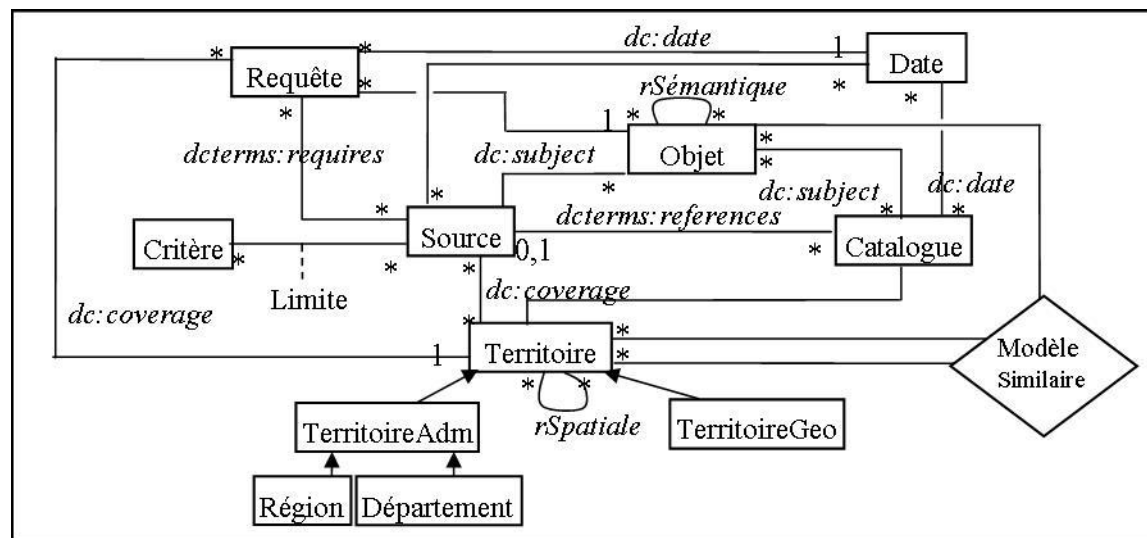 * * dc:date 1
Requête Date
* * *
rSémantique
* 1 * * *
Objet
dcterms:requires dc:subject *
* * dc:subject dc:date
* * dcterms:references * *
Critère Source 0,1 Catalogue
* * * *
Limite dc:coverage
dc:coverage * *
1 Territoire * Modèle
* * Similaire
rSpatiale
TerritoireAdm TerritoireGeo
Région Département